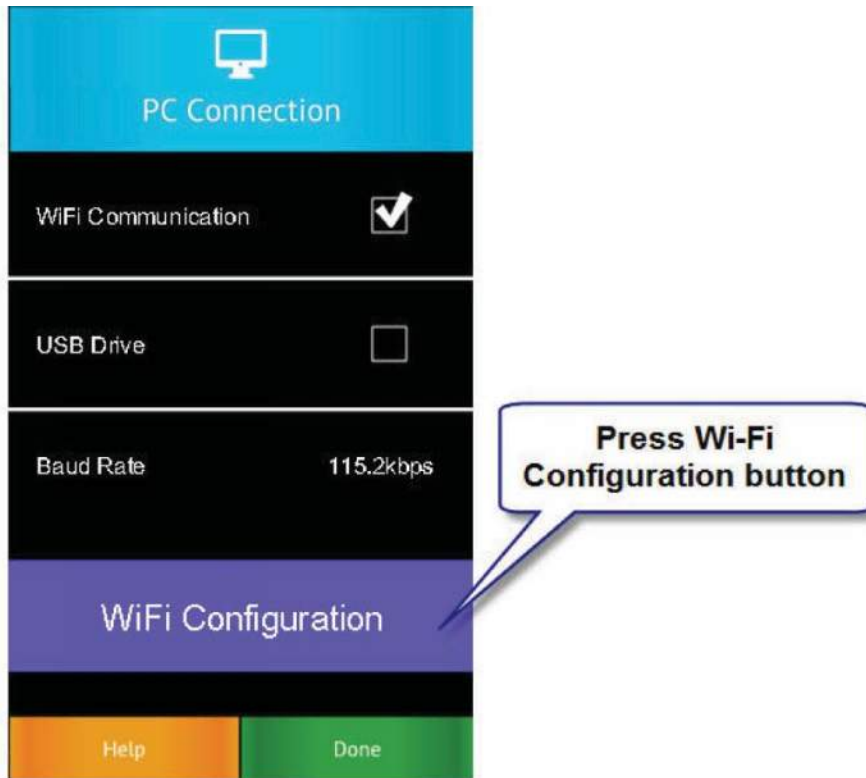 PC Connection
WiFi Communication
USB Drive
Baud Rate 115.2kbps
Press Wi-Fi
Configuration button
WiFi Configuration
Help Done